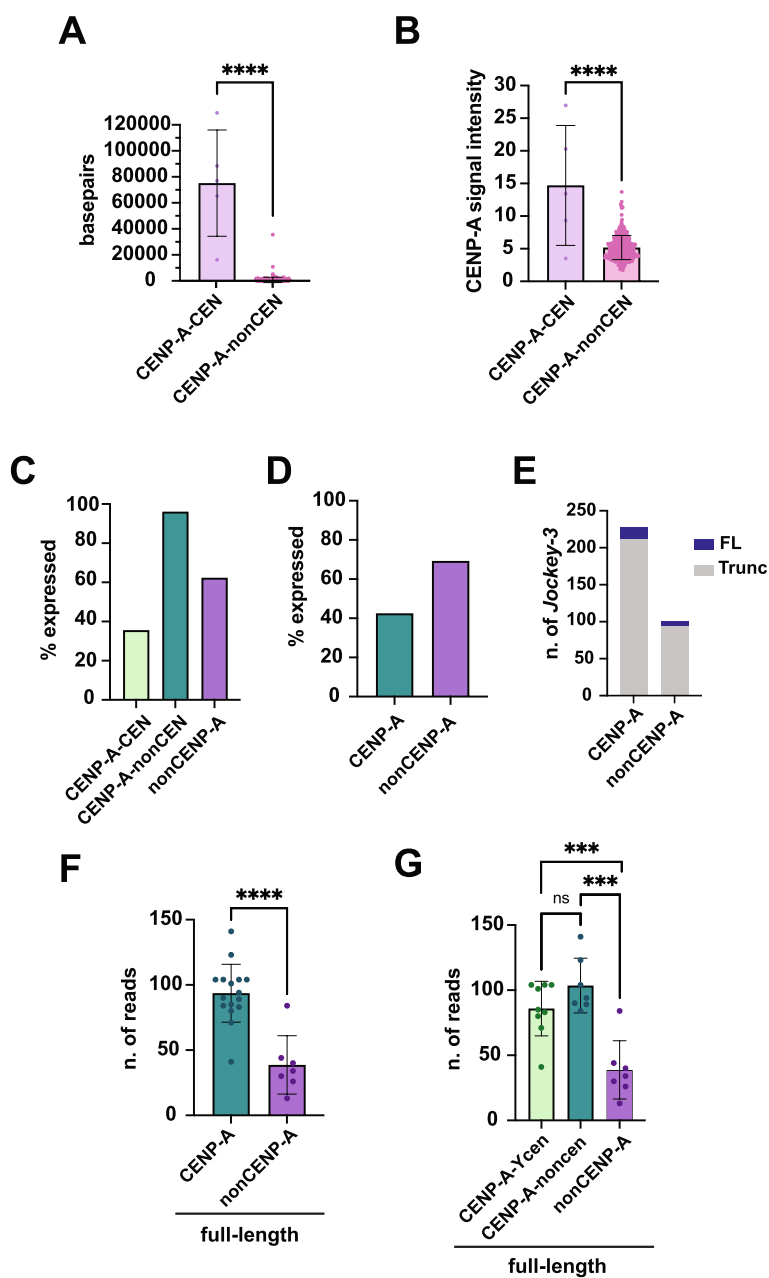 A
****
basepairs
120000
100000
80000
60000
40000
20000
0
CENP-A-CEN
CENP-A-nonCEN
B
****
CENP-A signal intensity
30
25
20
15
10
5
0
CENP-A-CEN
CENP-A-nonCEN
C
% expressed
100
80
60
40
20
0
CENP-A-CEN
CENP-A-nonCEN
nonCENP-A
D
% expressed
100
80
60
40
20
0
CENP-A
nonCENP-A
E
n. of Jockey-3
250
200
150
100
50
0
CENP-A
nonCENP-A
FL
Trunc
F
****
n. of reads
150
100
50
0
CENP-A
nonCENP-A
full-length
G
***
ns
***
n. of reads
150
100
50
0
CENP-A-Ycen
CENP-A-noncen
nonCENP-A
full-length